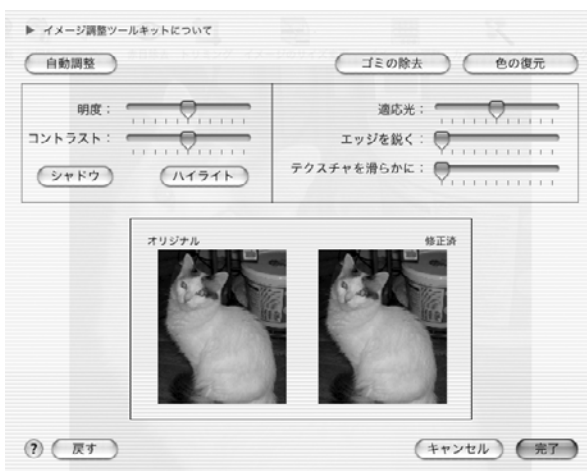 イメージ調整ツールキットについて
自動調整
ゴミの除去
色の復元
明度：
コントラスト：
シャドウ
ハイライト
適応光：
エッジを鋭く：
テクスチャを滑らかに：
オリジナル
修正済
?
戻す
キャンセル
完了